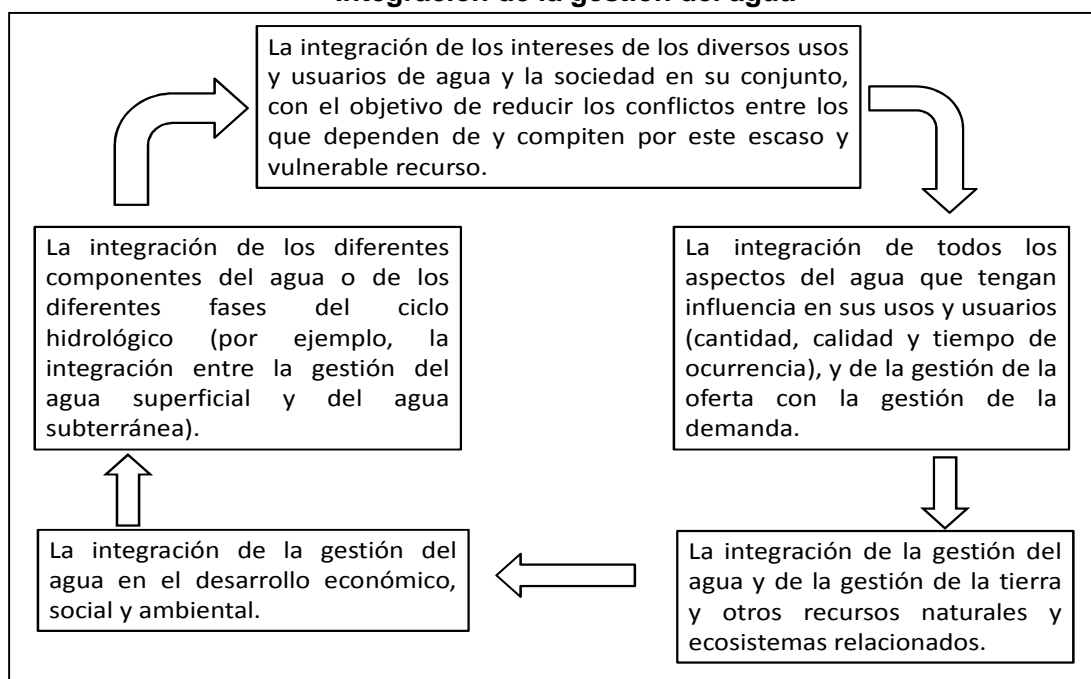 Integración de la gestión del agua
La integración de los intereses de los diversos usos
y usuarios de agua y la sociedad en su conjunto,
con el objetivo de reducir los conflictos entre los
que dependen de y compiten por este escaso y
vulnerable recurso.
La integración de todos los
aspectos del agua que tengan
influencia en sus usos y usuarios
(cantidad, calidad y tiempo de
ocurrencia), y de la gestión de la
oferta con la gestión de la
demanda.
La integración de la gestión del
agua y de la gestión de la tierra
y otros recursos naturales y
ecosistemas relacionados.
La integración de la gestión del
agua en el desarrollo económico,
social y ambiental.
La integración de los diferentes
componentes del agua o de los
diferentes fases del ciclo
hidrológico (por ejemplo, la
integración entre la gestión del
agua superficial y del agua
subterránea).